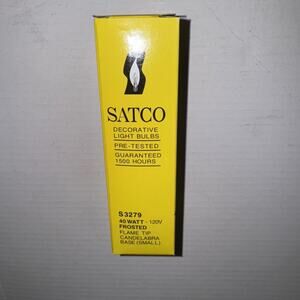 SATCO
DECORATIVE
LIGHT BULBS
PRE-TESTED
GUARANTEED
1500 HOURS
S3279
40 WATT - 120V
FROSTED
FLAME TIP
CANDELABRA
BASE (SMALL)